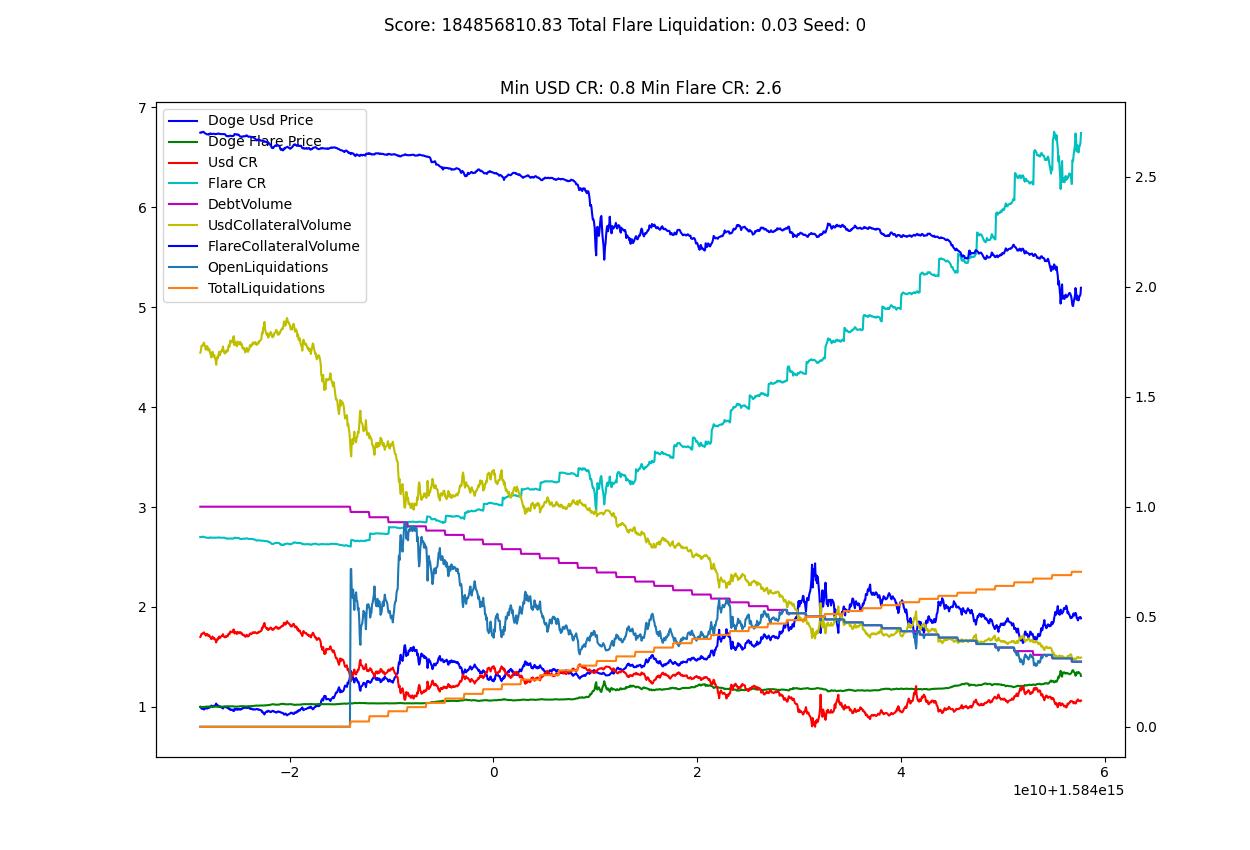 Score: 184856810.83 Total Flare Liquidation: 0.03 Seed: 0
Min USD CR: 0.8 Min Flare CR: 2.6
Doge Usd Price
Doge Flare Price
Usd CR
Flare CR
DebtVolume
UsdCollateralVolume
FlareCollateralVolume
OpenLiquidations
TotalLiquidations
7
6
5
4
3
2
1
2.5
2.0
1.5
1.0
0.5
0.0
−2
0
2
4
6
1e10+1.584e15